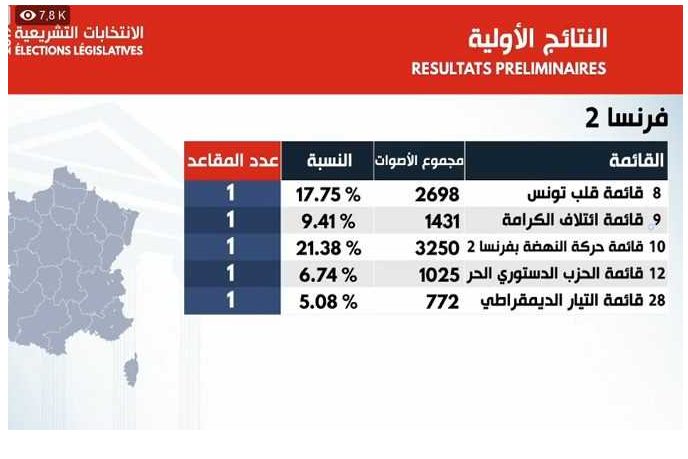 7,8 K
الانتخابات التشريعية
ÉLECTIONS LÉGISLATIVES
النتائج الأولية
RESULTATS PRELIMINAIRES
فرنسا 2
القائمة مجموع الأصوات النسبة عدد المقاعد
8 قائمة قلب تونس 2698 17.75 % 1
9 قائمة ائتلاف الكرامة 1431 9.41 % 1
10 قائمة حركة النهضة بفرنسا 2 3250 21.38 % 1
12 قائمة الحزب الدستوري الحر 1025 6.74 % 1
28 قائمة التيار الديمقراطي 772 5.08 % 1